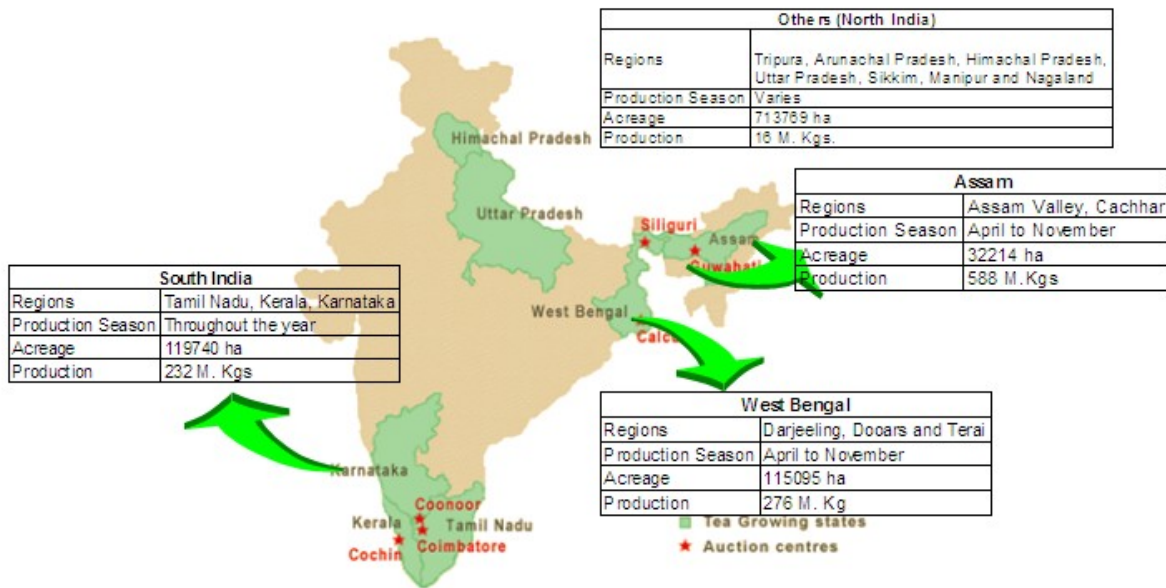 Others (North India)
Regions Tripura, Arunachal Pradesh, Himachal Pradesh,
Uttar Pradesh, Sikkim, Manipur and Nagaland
Production Season Varies
Acreage 713769 ha
Production 16 M. Kgs.
Himachal Pradesh
Assam
Regions Assam Valley, Cachhar
Production Season April to November
Acreage 32214 ha
Production 588 M.Kgs
Uttar Pradesh
Siliguri
Assam
Guwahati
South India
Regions Tamil Nadu, Kerala, Karnataka
Production Season Throughout the year
Acreage 119740 ha
Production 232 M. Kgs
West Bengal
Calc
West Bengal
Regions Darjeeling, Dooars and Terai
Production Season April to November
Acreage 115095 ha
Production 276 M. Kg
Karnataka
Coonoor
Kerala
Tamil Nadu
Coimbatore
Cochin
Tea Growing states
Auction centres